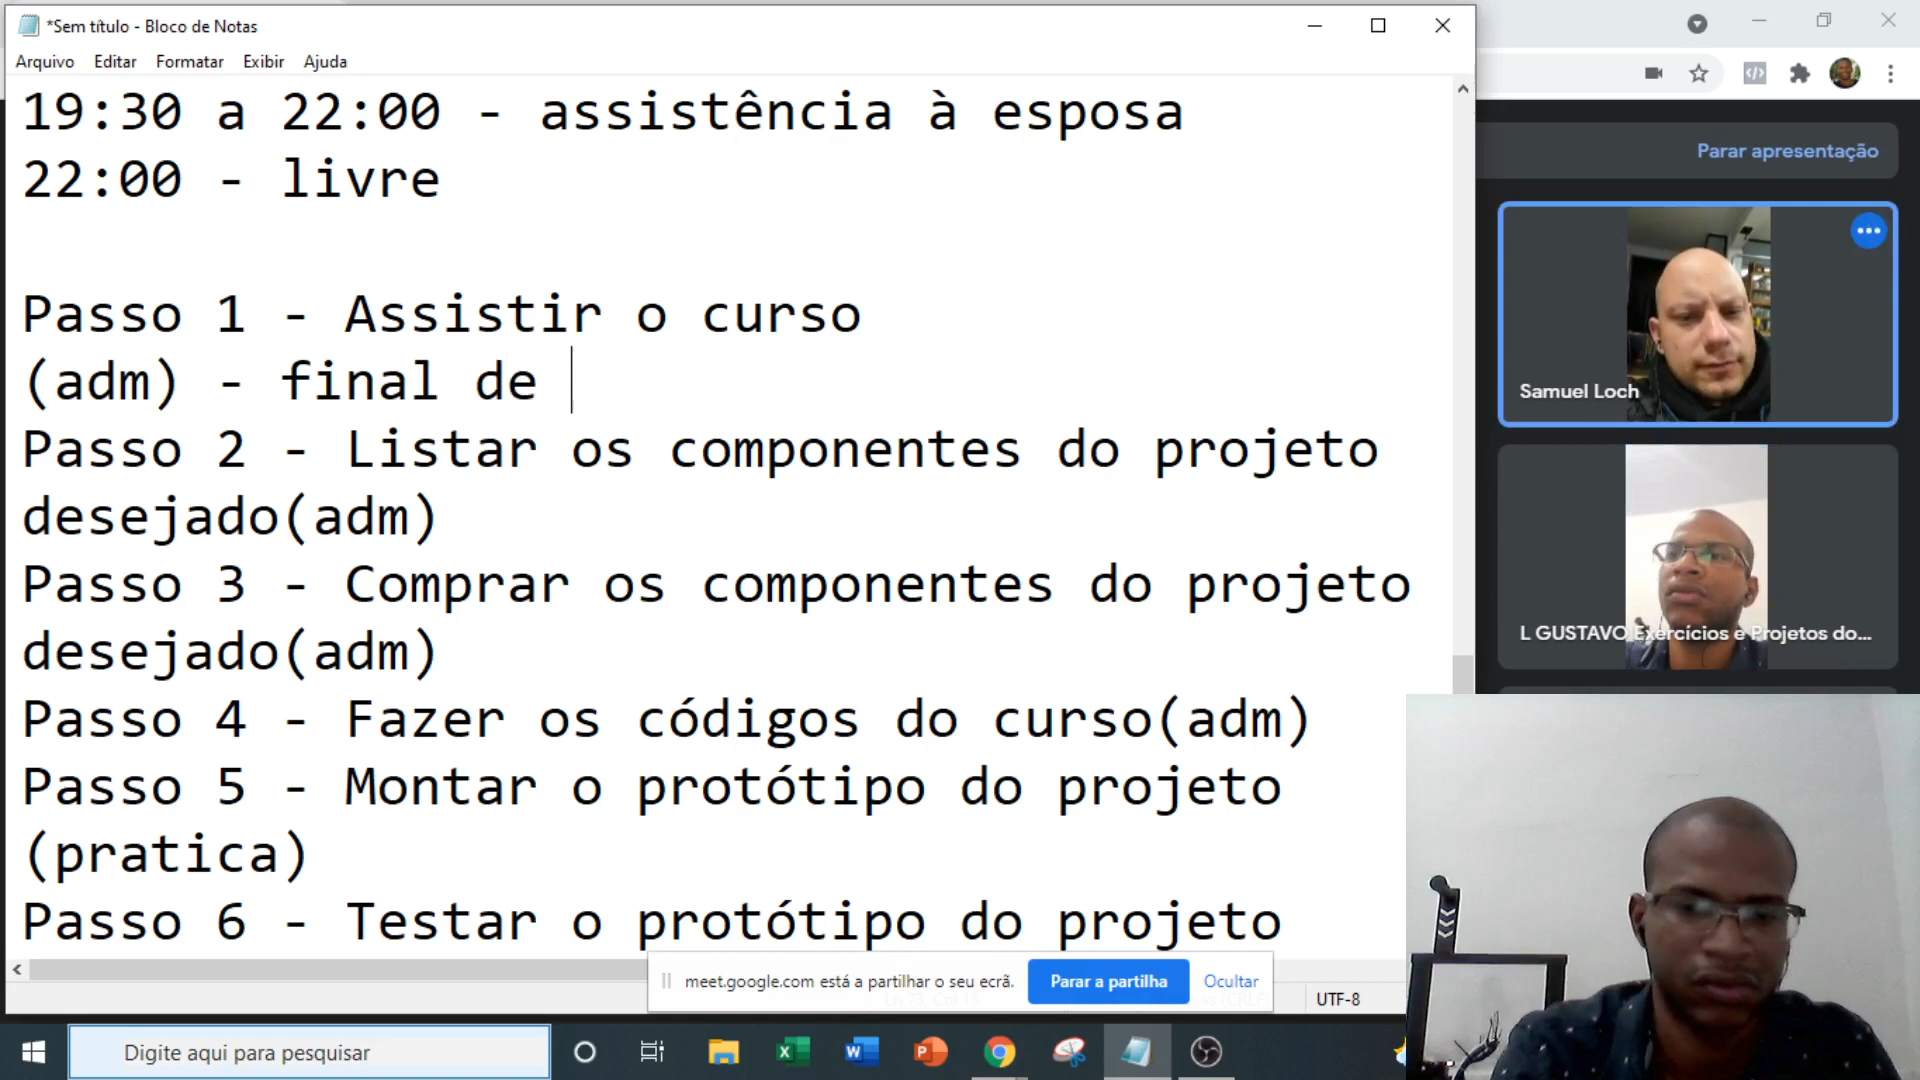 *Sem título - Bloco de Notas
Arquivo Editar Formatar Exibir Ajuda
19:30 a 22:00 - assistência à esposa
22:00 - livre
Passo 1 - Assistir o curso
(adm) - final de
Passo 2 - Listar os componentes do projeto
desejado(adm)
Passo 3 - Comprar os componentes do projeto
desejado(adm)
Passo 4 - Fazer os códigos do curso(adm)
Passo 5 - Montar o protótipo do projeto
(pratica)
Passo 6 - Testar o protótipo do projeto
Parar apresentação
Samuel Loch
L GUSTAVO Exercícios e Projetos do...
meet.google.com está a partilhar o seu ecrã.
Parar a partilha
Ocultar
UTF-8
Digite aqui para pesquisar